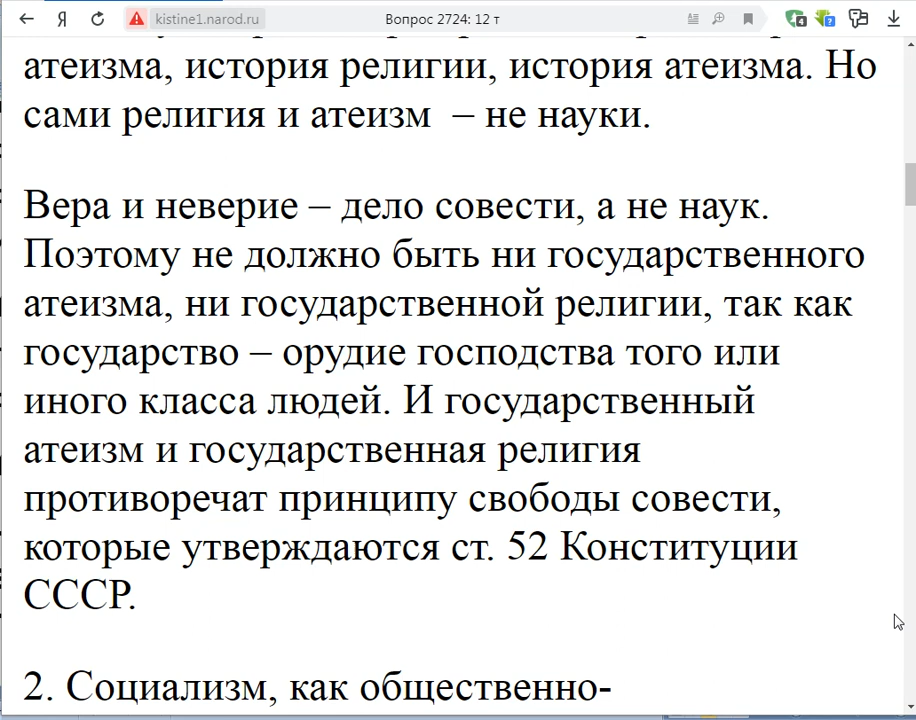 kistine1.narod.ru
Вопрос 2724: 12 т
атеизма, история религии, история атеизма. Но
сами религия и атеизм – не науки.
Вера и неверие – дело совести, а не наук.
Поэтому не должно быть ни государственного
атеизма, ни государственной религии, так как
государство – орудие господства того или
иного класса людей. И государственный
атеизм и государственная религия
противоречат принципу свободы совести,
которые утверждаются ст. 52 Конституции
СССР.
2. Социализм, как общественно-